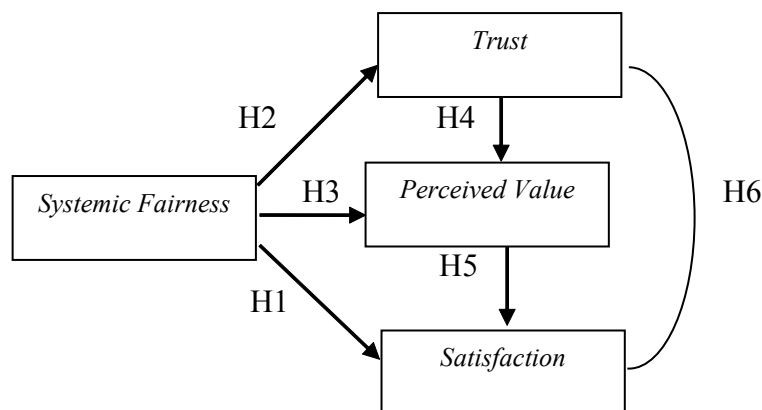 Trust
H2
H4
Systemic Fairness
H3
Perceived Value
H6
H5
H1
Satisfaction